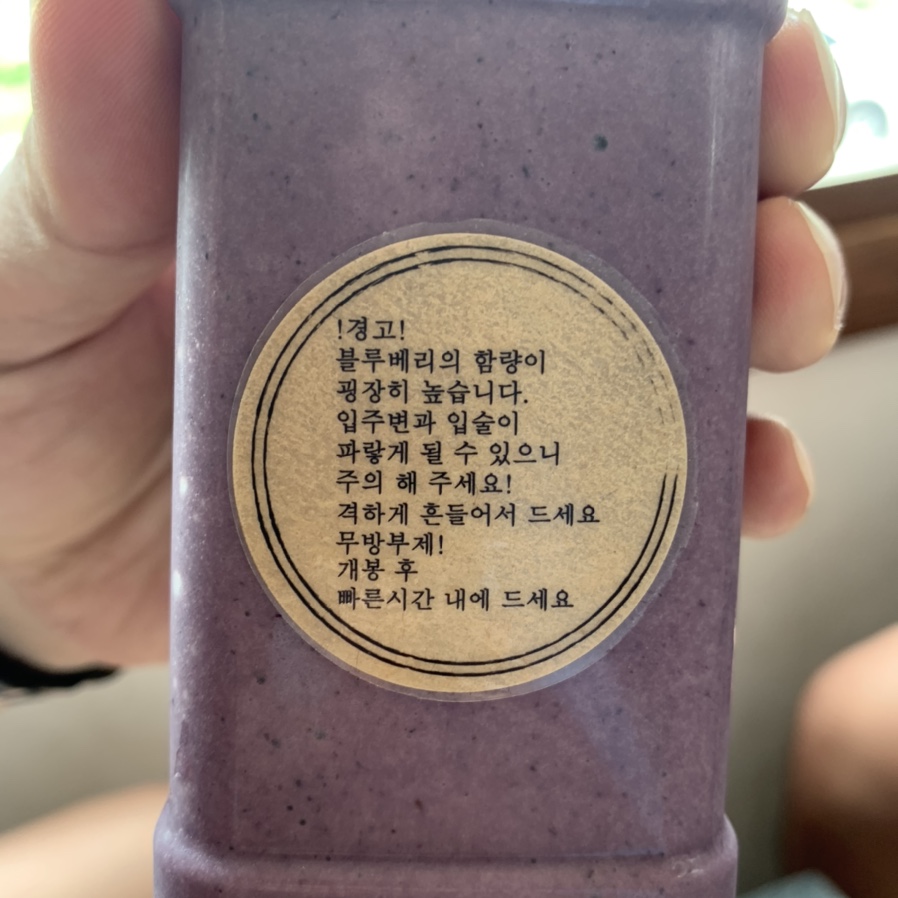 !경고!
블루베리의 함량이
굉장히 높습니다.
입주변과 입술이
파랗게 될 수 있으니
주의 해 주세요!
격하게 흔들어서 드세요
무방부제!
개봉 후
빠른시간 내에 드세요